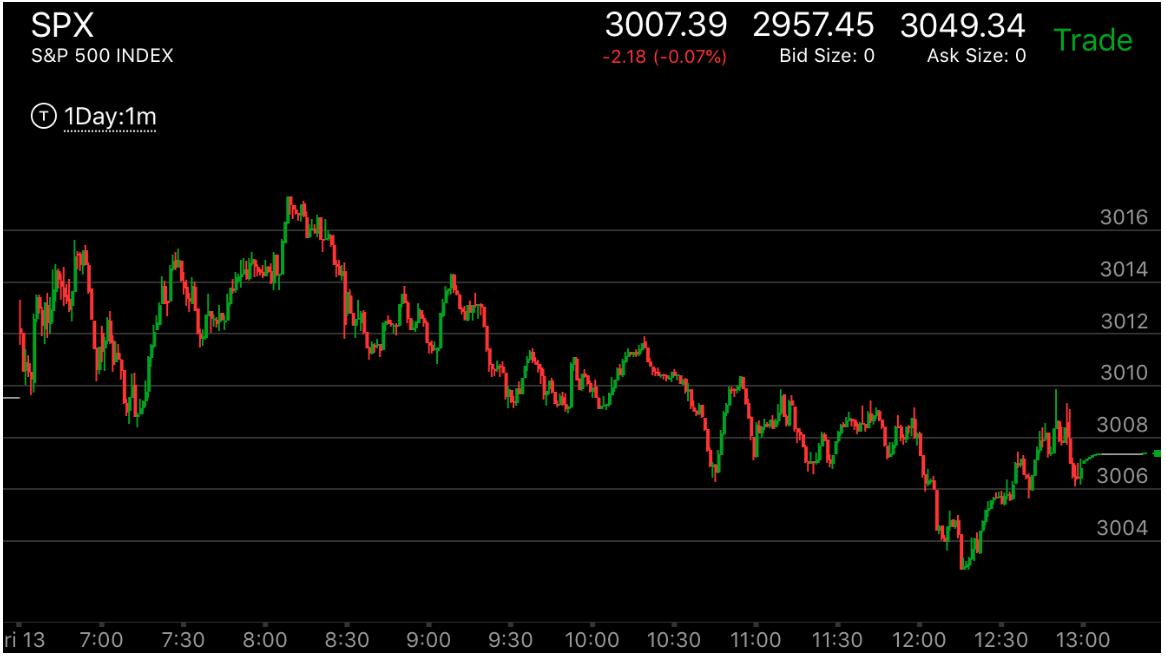 SPX 3007.39 2957.45 3049.34 Trade
S&P 500 INDEX -2.18 (-0.07%) Bid Size: 0 Ask Size: 0
T 1Day:1m
3016
3014
3012
3010
3008
3006
3004
ri 13 7:00 7:30 8:00 8:30 9:00 9:30 10:00 10:30 11:00 11:30 12:00 12:30 13:00